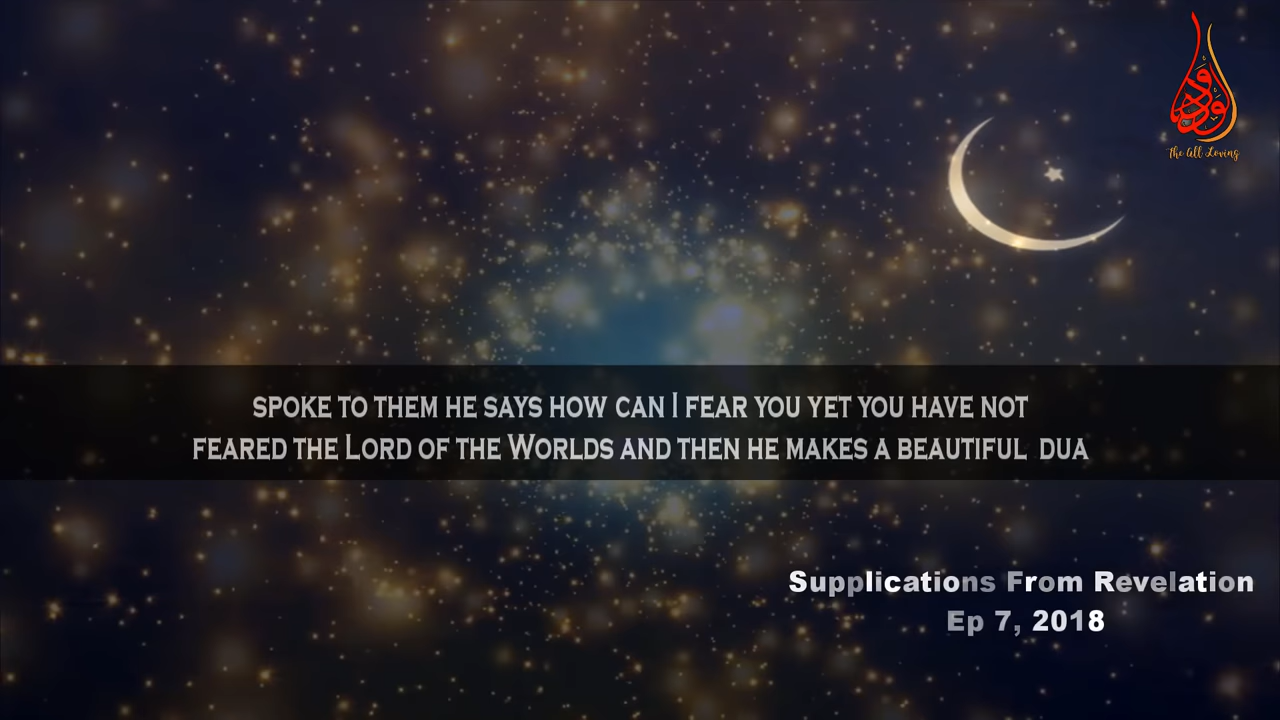 الودود
The All Loving
SPOKE TO THEM HE SAYS HOW CAN I FEAR YOU YET YOU HAVE NOT
FEARED THE LORD OF THE WORLDS AND THEN HE MAKES A BEAUTIFUL DUA
Supplications From Revelation
Ep 7, 2018